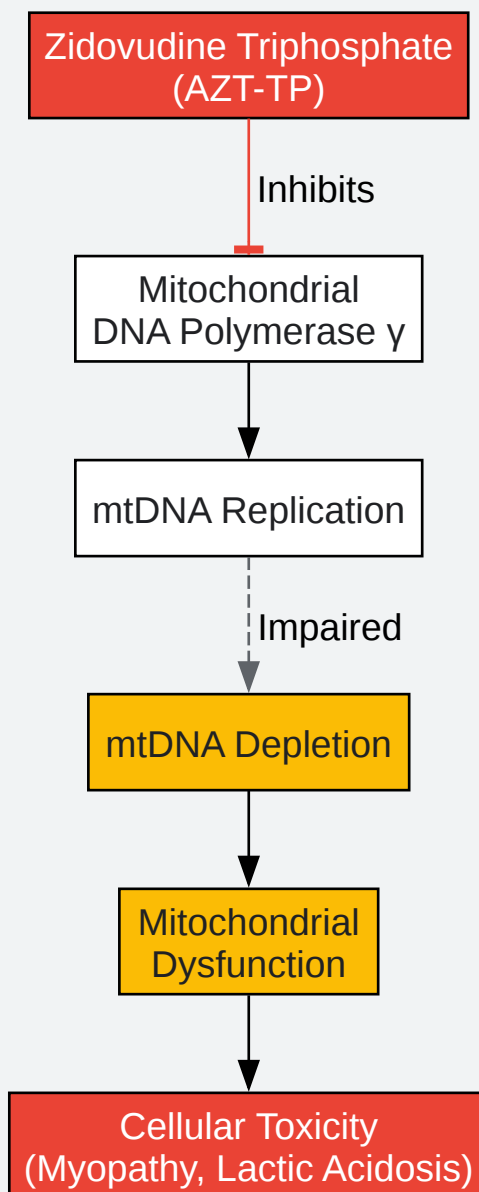 Zidovudine Triphosphate
(AZT-TP)
Inhibits
Mitochondrial
DNA Polymerase γ
mtDNA Replication
Impaired
mtDNA Depletion
Mitochondrial
Dysfunction
Cellular Toxicity
(Myopathy, Lactic Acidosis)